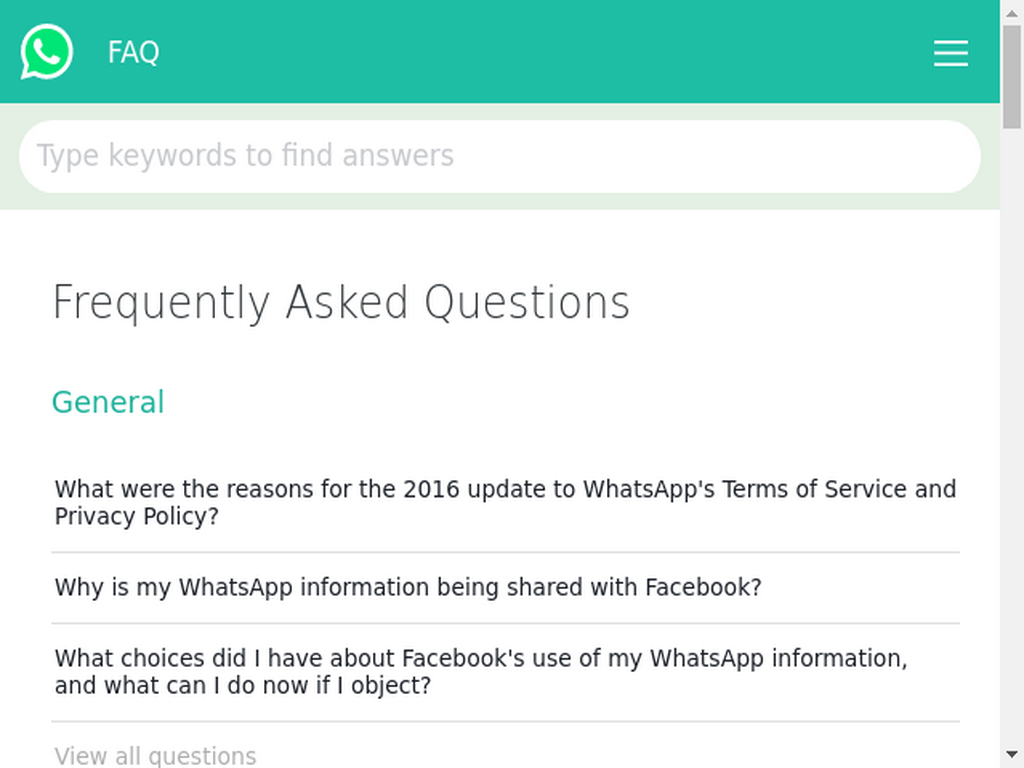 FAQ
Type keywords to find answers
Frequently Asked Questions
General
What were the reasons for the 2016 update to WhatsApp's Terms of Service and
Privacy Policy?
Why is my WhatsApp information being shared with Facebook?
What choices did I have about Facebook's use of my WhatsApp information,
and what can I do now if I object?
View all questions